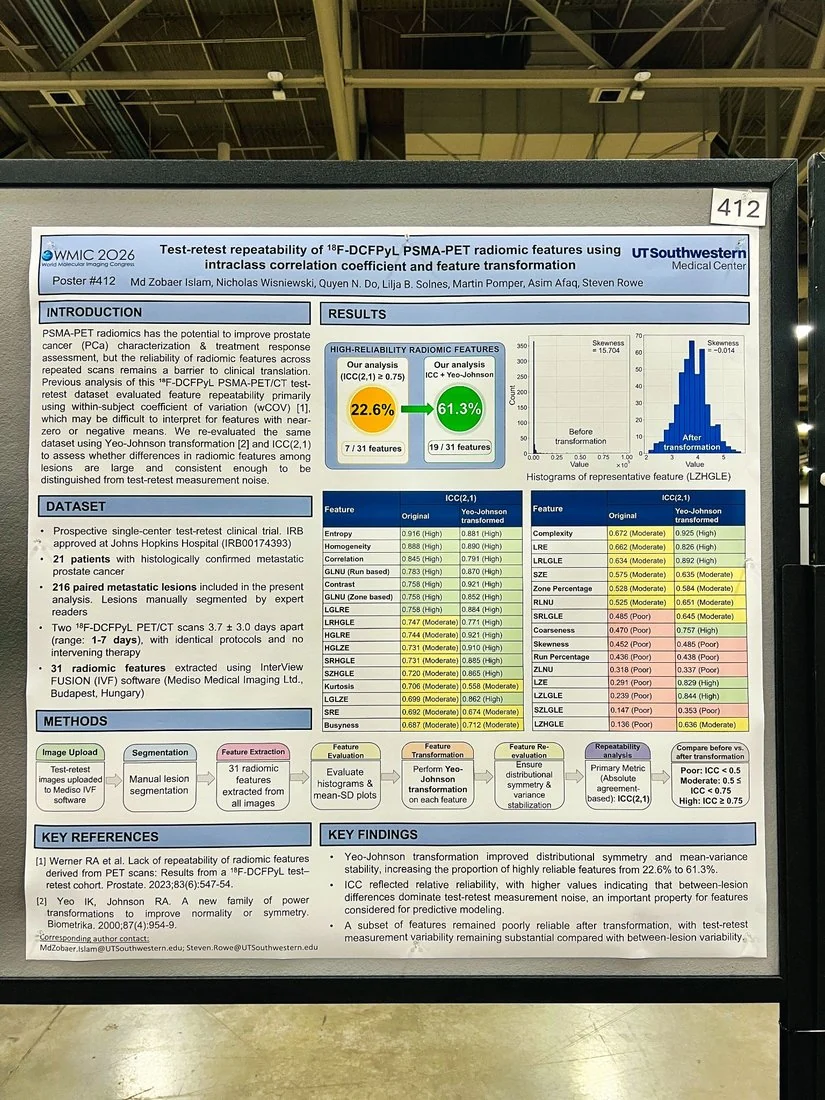 412
WMIC 2026
World Molecular Imaging Congress
Poster #412
Test-retest repeatability of ¹⁸F-DCFPyL PSMA-PET radiomic features using
intraclass correlation coefficient and feature transformation
Md Zobaer Islam, Nicholas Wisniewski, Quyen N. Do, Lilja B. Solnes, Martin Pomper, Asim Afaq, Steven Rowe
UTSouthwestern
Medical Center
INTRODUCTION
PSMA-PET radiomics has the potential to improve prostate
cancer (PCa) characterization & treatment response
assessment, but the reliability of radiomic features across
repeated scans remains a barrier to clinical translation.
Previous analysis of this ¹⁸F-DCFPyL PSMA-PET/CT test-
retest dataset evaluated feature repeatability primarily
using within-subject coefficient of variation (wCOV) [1],
which may be difficult to interpret for features with near-
zero or negative means. We re-evaluated the same
dataset using Yeo-Johnson transformation [2] and ICC(2,1)
to assess whether differences in radiomic features among
lesions are large and consistent enough to be
distinguished from test-retest measurement noise.
DATASET
• Prospective single-center test-retest clinical trial. IRB
approved at Johns Hopkins Hospital (IRB00174393)
• 21 patients with histologically confirmed metastatic
prostate cancer
• 216 paired metastatic lesions included in the present
analysis. Lesions manually segmented by expert
readers
• Two ¹⁸F-DCFPyL PET/CT scans 3.7 ± 3.0 days apart
(range: 1-7 days), with identical protocols and no
intervening therapy
• 31 radiomic features extracted using InterView
FUSION (IVF) software (Mediso Medical Imaging Ltd.,
Budapest, Hungary)
RESULTS
HIGH-RELIABILITY RADIOMIC FEATURES
Our analysis
(ICC(2,1) ≥ 0.75)
22.6%
7 / 31 features
Our analysis
ICC + Yeo-Johnson
61.3%
19 / 31 features
Skewness
= 15.704
Count
350
300
250
200
150
100
50
0
Before
transformation
0.00 0.25 0.50 0.75 1.00
Value
Skewness
= −0.014
70
60
50
40
30
20
10
0
After
transformation
2 3 4 5
Value
Histograms of representative feature (LZHGLE)
Feature ICC(2,1)
Original Yeo-Johnson transformed
Entropy 0.916 (High) 0.881 (High)
Homogeneity 0.888 (High) 0.890 (High)
Correlation 0.845 (High) 0.791 (High)
GLNU (Run based) 0.783 (High) 0.870 (High)
Contrast 0.758 (High) 0.921 (High)
GLNU (Zone based) 0.758 (High) 0.852 (High)
LGLRE 0.758 (High) 0.884 (High)
LRHGLE 0.747 (Moderate) 0.771 (High)
HGLRE 0.744 (Moderate) 0.921 (High)
HGLZE 0.731 (Moderate) 0.910 (High)
SRHGLE 0.731 (Moderate) 0.885 (High)
SZHGLE 0.720 (Moderate) 0.865 (High)
Kurtosis 0.706 (Moderate) 0.558 (Moderate)
LGLZE 0.699 (Moderate) 0.862 (High)
SRE 0.692 (Moderate) 0.674 (Moderate)
Busyness 0.687 (Moderate) 0.712 (Moderate)
Feature ICC(2,1)
Original Yeo-Johnson transformed
Complexity 0.672 (Moderate) 0.925 (High)
LRE 0.662 (Moderate) 0.826 (High)
LRLGLE 0.634 (Moderate) 0.892 (High)
SZE 0.575 (Moderate) 0.635 (Moderate)
Zone Percentage 0.528 (Moderate) 0.584 (Moderate)
RLNU 0.525 (Moderate) 0.651 (Moderate)
SRLGLE 0.485 (Poor) 0.645 (Moderate)
Coarseness 0.470 (Poor) 0.757 (High)
Skewness 0.452 (Poor) 0.485 (Poor)
Run Percentage 0.436 (Poor) 0.438 (Poor)
ZLNU 0.318 (Poor) 0.337 (Poor)
LZE 0.291 (Poor) 0.829 (High)
LZLGLE 0.239 (Poor) 0.844 (High)
SZLGLE 0.147 (Poor) 0.353 (Poor)
LZHGLE 0.136 (Poor) 0.636 (Moderate)
METHODS
Image Upload
Test-retest
images uploaded
to Mediso IVF
software
Segmentation
Manual lesion
segmentation
Feature Extraction
31 radiomic
features
extracted from
all images
Feature
Evaluation
Evaluate
histograms &
mean-SD plots
Feature
Transformation
Perform Yeo-
Johnson
transformation
on each feature
Feature Re-
evaluation
Ensure
distributional
symmetry &
variance
stabilization
Repeatability
analysis
Primary Metric
(Absolute
agreement-
based): ICC(2,1)
Compare before vs.
after transformation
Poor: ICC < 0.5
Moderate: 0.5 ≤
ICC < 0.75
High: ICC ≥ 0.75
KEY REFERENCES
[1] Werner RA et al. Lack of repeatability of radiomic features
derived from PET scans: Results from a ¹⁸F-DCFPyL test–
retest cohort. Prostate. 2023;83(6):547-54.
[2] Yeo IK, Johnson RA. A new family of power
transformations to improve normality or symmetry.
Biometrika. 2000;87(4):954-9.
Corresponding author contact:
MdZobaer.Islam@UTSouthwestern.edu; Steven.Rowe@UTSouthwestern.edu
KEY FINDINGS
• Yeo-Johnson transformation improved distributional symmetry and mean-variance
stability, increasing the proportion of highly reliable features from 22.6% to 61.3%.
• ICC reflected relative reliability, with higher values indicating that between-lesion
differences dominate test-retest measurement noise, an important property for features
considered for predictive modeling.
• A subset of features remained poorly reliable after transformation, with test-retest
measurement variability remaining substantial compared with between-lesion variability.